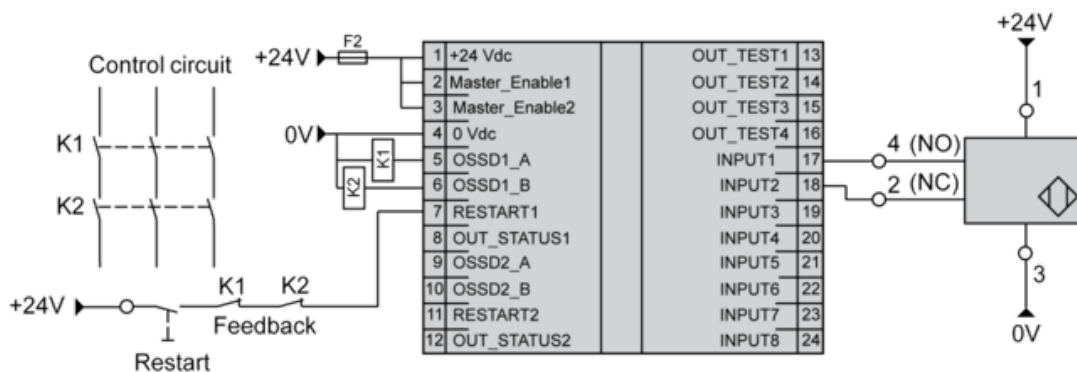 +24V
F2
Control circuit
+24V
1 +24 Vdc
OUT_TEST1 13
2 Master_Enable1
OUT_TEST2 14
1
3 Master_Enable2
OUT_TEST3 15
0V
4 0 Vdc
OUT_TEST4 16
K1
K1
5 OSSD1_A
INPUT1 17
4 (NO)
K2
6 OSSD1_B
INPUT2 18
2 (NC)
K2
7 RESTART1
INPUT3 19
8 OUT_STATUS1
INPUT4 20
9 OSSD2_A
INPUT5 21
3
K1
K2
10 OSSD2_B
INPUT6 22
+24V
Feedback
11 RESTART2
INPUT7 23
0V
12 OUT_STATUS2
INPUT8 24
Restart